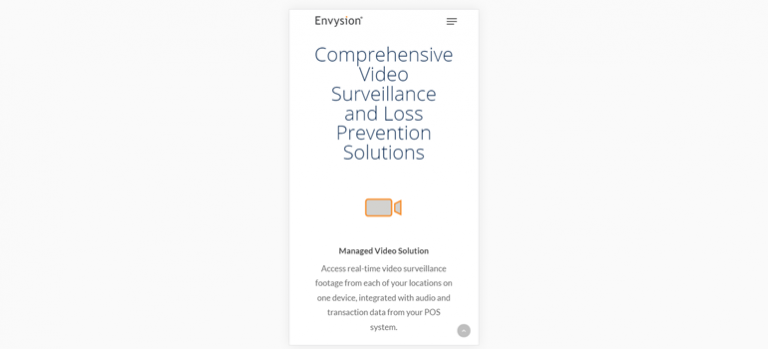 Envysion
Comprehensive
Video
Surveillance
and Loss
Prevention
Solutions
Managed Video Solution
Access real-time video surveillance
footage from each of your locations on
one device, integrated with audio and
transaction data from your POS
system.